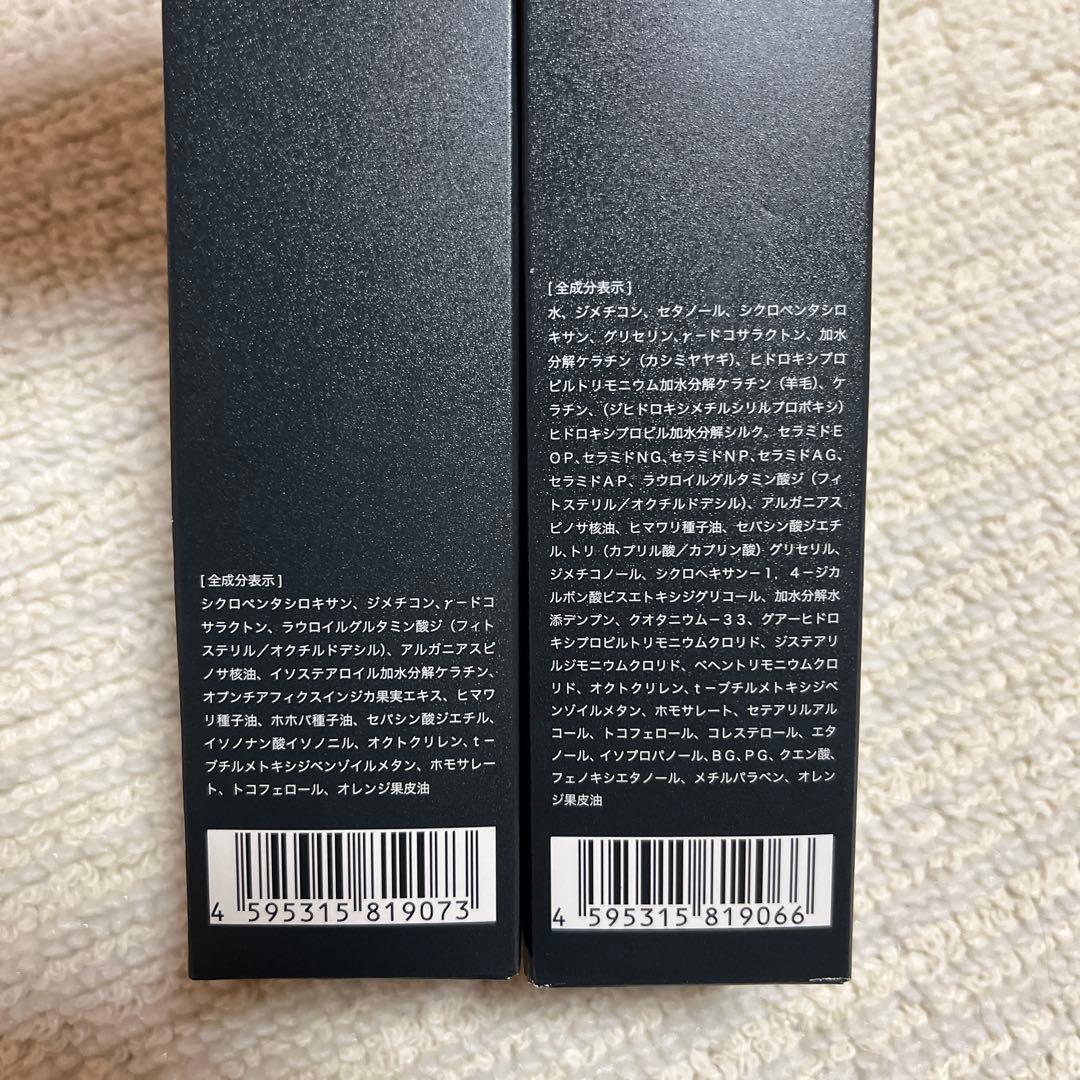 [全成分表示]
シクロペンタシロキサン、ジメチコン、γ－ドコ
サラクトン、ラウロイルグルタミン酸ジ（フィト
ステリル／オクチルドデシル）、アルガニアスピ
ノサ核油、イソステアロイル加水分解ケラチン、
オプンチアフィクスインジカ果実エキス、ヒマワ
リ種子油、ホホバ種子油、セバシン酸ジエチル、
イソノナン酸イソノニル、オクトクリレン、ｔ－
ブチルメトキシジベンゾイルメタン、ホモサレー
ト、トコフェロール、オレンジ果皮油
4 595315 819073
[全成分表示]
水、ジメチコン、セタノール、シクロペンタシロ
キサン、グリセリン、γ－ドコサラクトン、加水
分解ケラチン（カシミヤヤギ）、ヒドロキシプロ
ピルトリモニウム加水分解ケラチン（羊毛）、ケ
ラチン、（ジヒドロキシメチルシリルプロポキシ）
ヒドロキシプロピル加水分解シルク、セラミドＥ
ＯＰ、セラミドＮＧ、セラミドＮＰ、セラミドＡＧ、
セラミドＡＰ、ラウロイルグルタミン酸ジ（フィ
トステリル／オクチルドデシル）、アルガニアス
ピノサ核油、ヒマワリ種子油、セバシン酸ジエチ
ル、トリ（カプリル酸／カプリン酸）グリセリル、
ジメチコノール、シクロヘキサン－１，４－ジカ
ルボン酸ビスエトキシジグリコール、加水分解水
添デンプン、クオタニウム－３３、グアーヒドロ
キシプロピルトリモニウムクロリド、ジステアリ
ルジモニウムクロリド、ベヘントリモニウムクロ
リド、オクトクリレン、ｔ－ブチルメトキシジベ
ンゾイルメタン、ホモサレート、セテアリルアル
コール、トコフェロール、コレステロール、エタ
ノール、イソプロパノール、ＢＧ、ＰＧ、クエン酸、
フェノキシエタノール、メチルパラベン、オレン
ジ果皮油
4 595315 819066